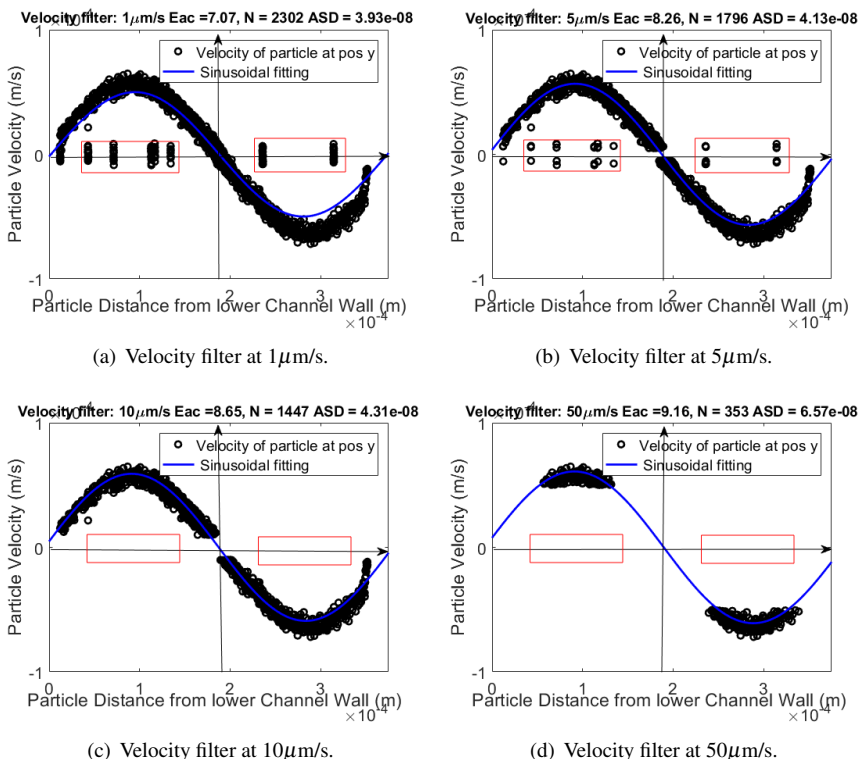 Velocity filter: 1μm/s Eac =7.07, N = 2302 ASD = 3.93e-08
×10⁻⁴
1
Velocity of particle at pos y
Sinusoidal fitting
Particle Velocity (m/s)
0
-1
0 1 2 3
Particle Distance from lower Channel Wall (m)
×10⁻⁴
(a) Velocity filter at 1μm/s.
Velocity filter: 5μm/s Eac =8.26, N = 1796 ASD = 4.13e-08
×10⁻⁴
1
Velocity of particle at pos y
Sinusoidal fitting
Particle Velocity (m/s)
0
-1
0 1 2 3
Particle Distance from lower Channel Wall (m)
×10⁻⁴
(b) Velocity filter at 5μm/s.
Velocity filter: 10μm/s Eac =8.65, N = 1447 ASD = 4.31e-08
×10⁻⁴
1
Velocity of particle at pos y
Sinusoidal fitting
Particle Velocity (m/s)
0
-1
0 1 2 3
Particle Distance from lower Channel Wall (m)
×10⁻⁴
(c) Velocity filter at 10μm/s.
Velocity filter: 50μm/s Eac =9.16, N = 353 ASD = 6.57e-08
×10⁻⁴
1
Velocity of particle at pos y
Sinusoidal fitting
Particle Velocity (m/s)
0
-1
0 1 2 3
Particle Distance from lower Channel Wall (m)
×10⁻⁴
(d) Velocity filter at 50μm/s.